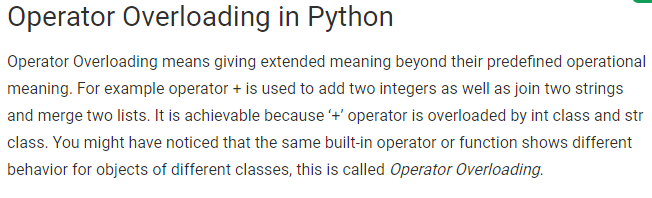 Operator Overloading in Python
Operator Overloading means giving extended meaning beyond their predefined operational
meaning. For example operator + is used to add two integers as well as join two strings
and merge two lists. It is achievable because ‘+’ operator is overloaded by int class and str
class. You might have noticed that the same built-in operator or function shows different
behavior for objects of different classes, this is called Operator Overloading.